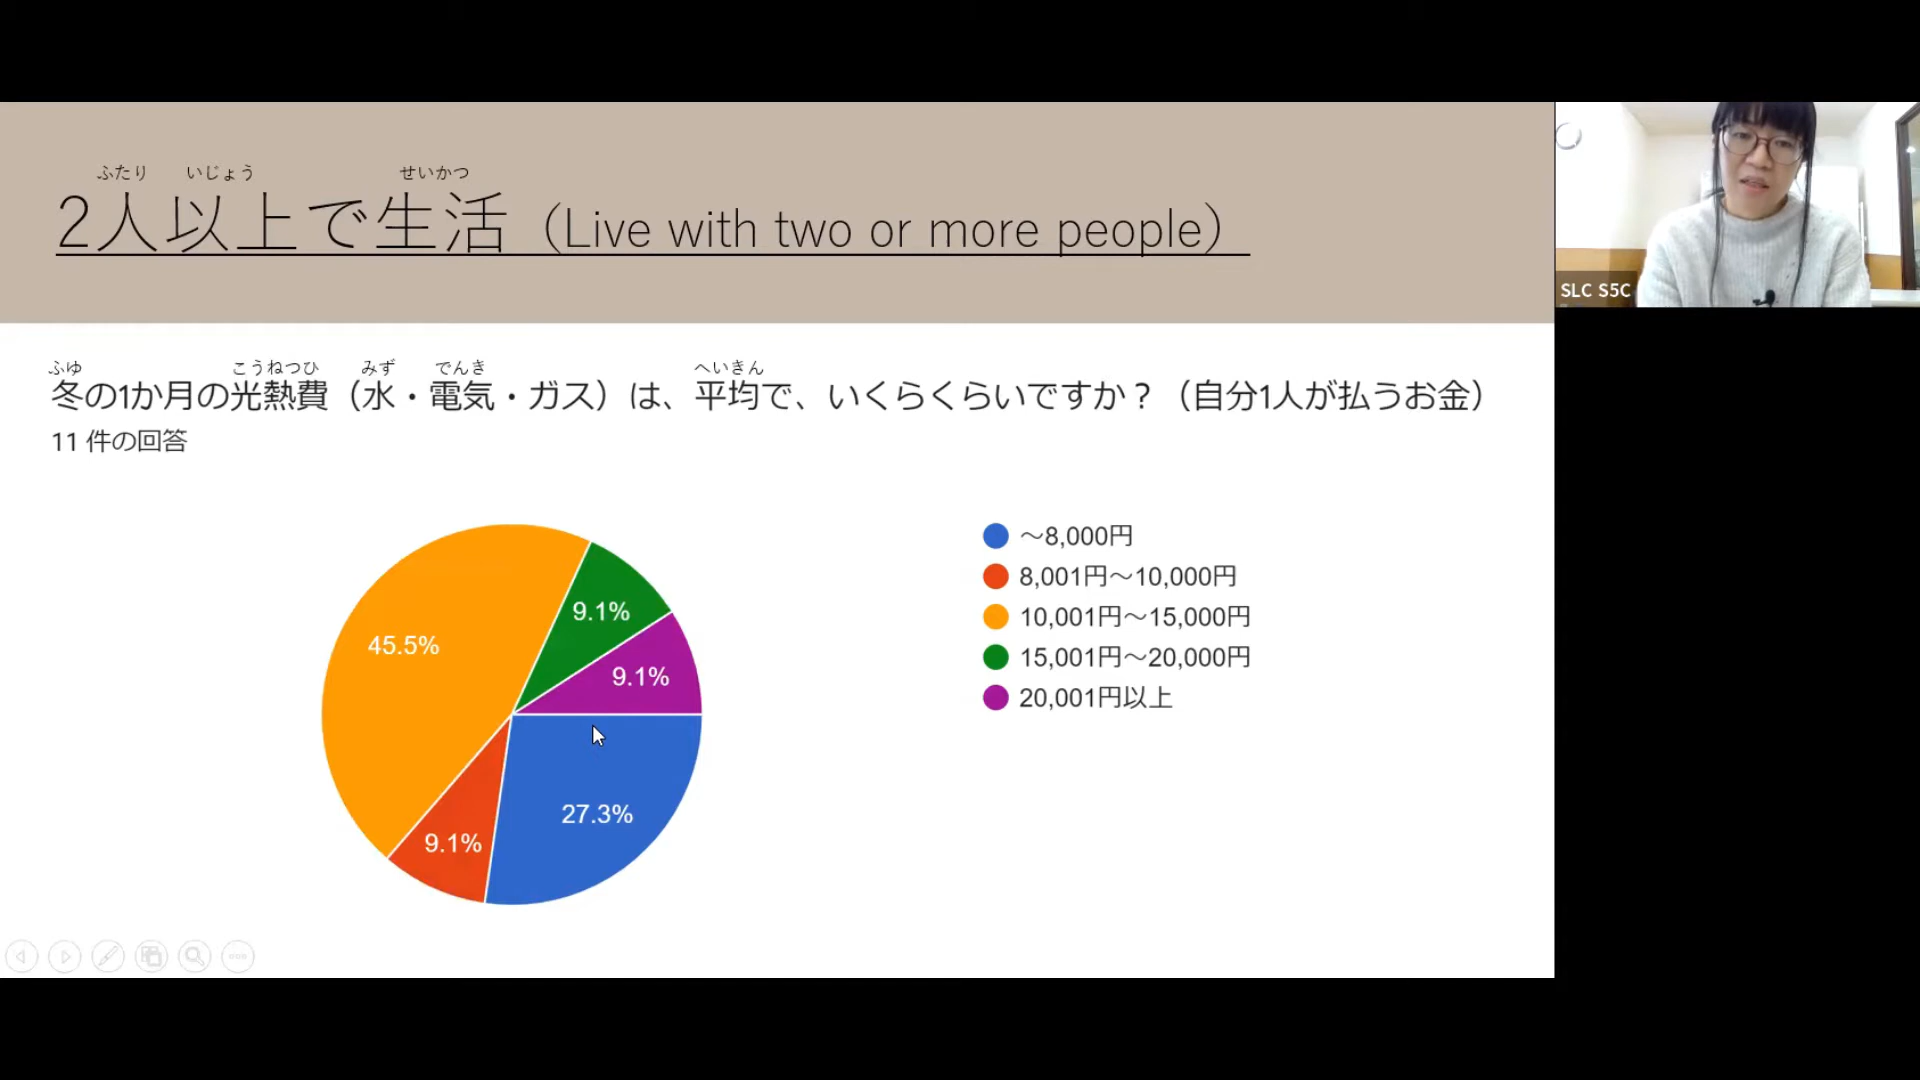 ふたり いじょう せいかつ
2人以上で生活（Live with two or more people）
ふゆ こうねつひ みず でんき へいきん
冬の1か月の光熱費（水・電気・ガス）は、平均で、いくらくらいですか？（自分1人が払うお金）
11 件の回答
45.5%
9.1%
9.1%
27.3%
9.1%
～8,000円
8,001円～10,000円
10,001円～15,000円
15,001円～20,000円
20,001円以上
SLC S5C